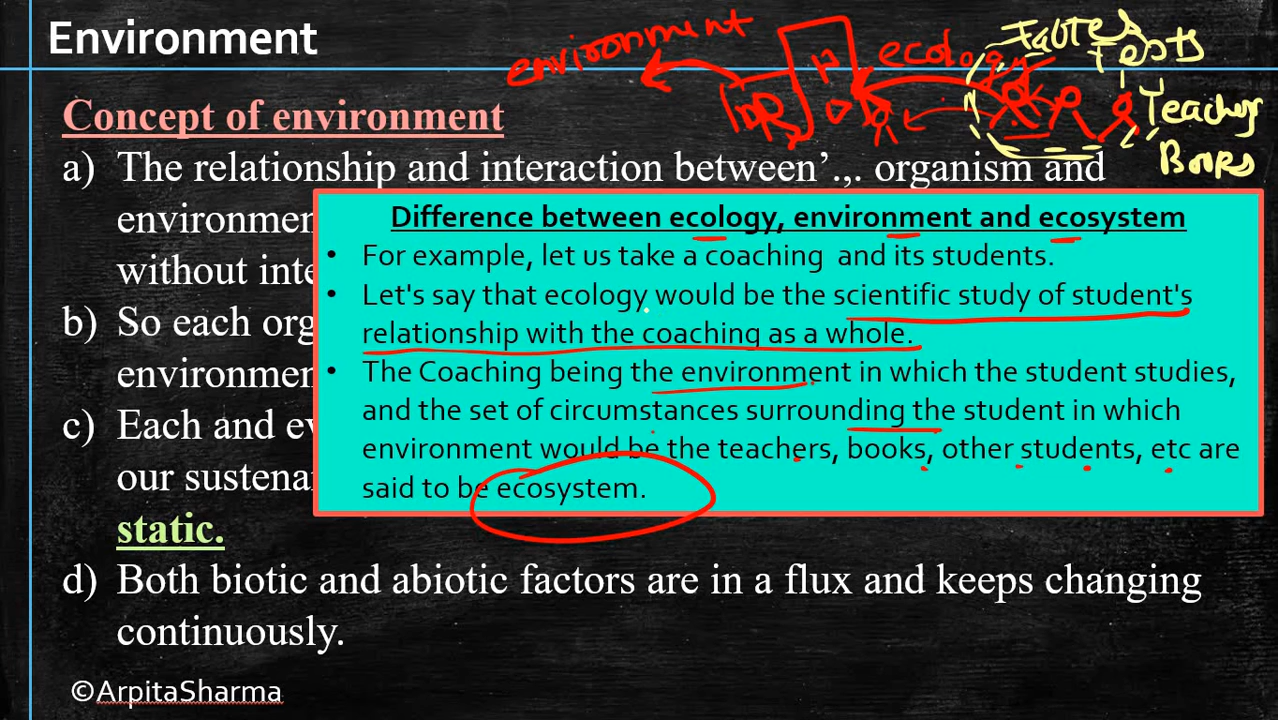 Environment
environment
ecology
Tables
Tests
Teachers
Books
Concept of environment
a) The relationship and interaction between’.,. organism and
environmen
without inte
b) So each org
environmen
c) Each and ev
our sustena
static.
d) Both biotic and abiotic factors are in a flux and keeps changing
continuously.
Difference between ecology, environment and ecosystem
• For example, let us take a coaching and its students.
• Let's say that ecology would be the scientific study of student's
relationship with the coaching as a whole.
• The Coaching being the environment in which the student studies,
and the set of circumstances surrounding the student in which
environment would be the teachers, books, other students, etc are
said to be ecosystem.
©ArpitaSharma